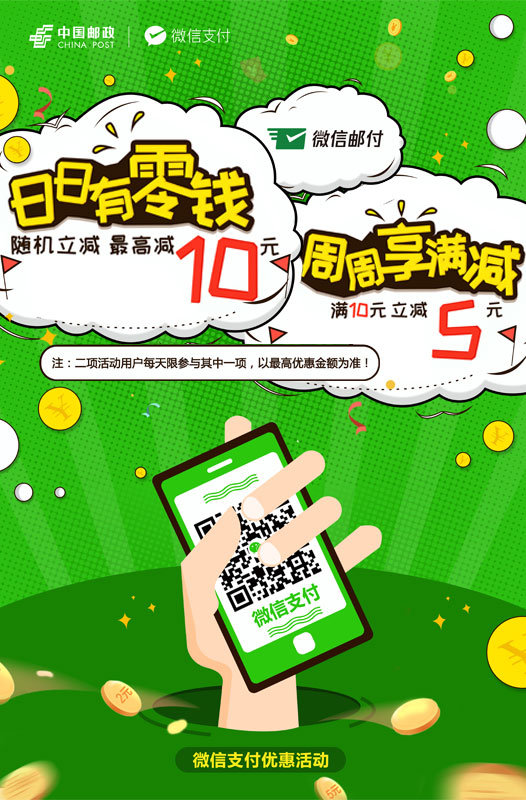 中国邮政
CHINA POST
微信支付
微信邮付
日日有零钱
随机立减 最高减10元
周周享满减
满10元立减5元
注：二项活动用户每天限参与其中一项，以最高优惠金额为准！
微信支付
2元
微信支付优惠活动
5元